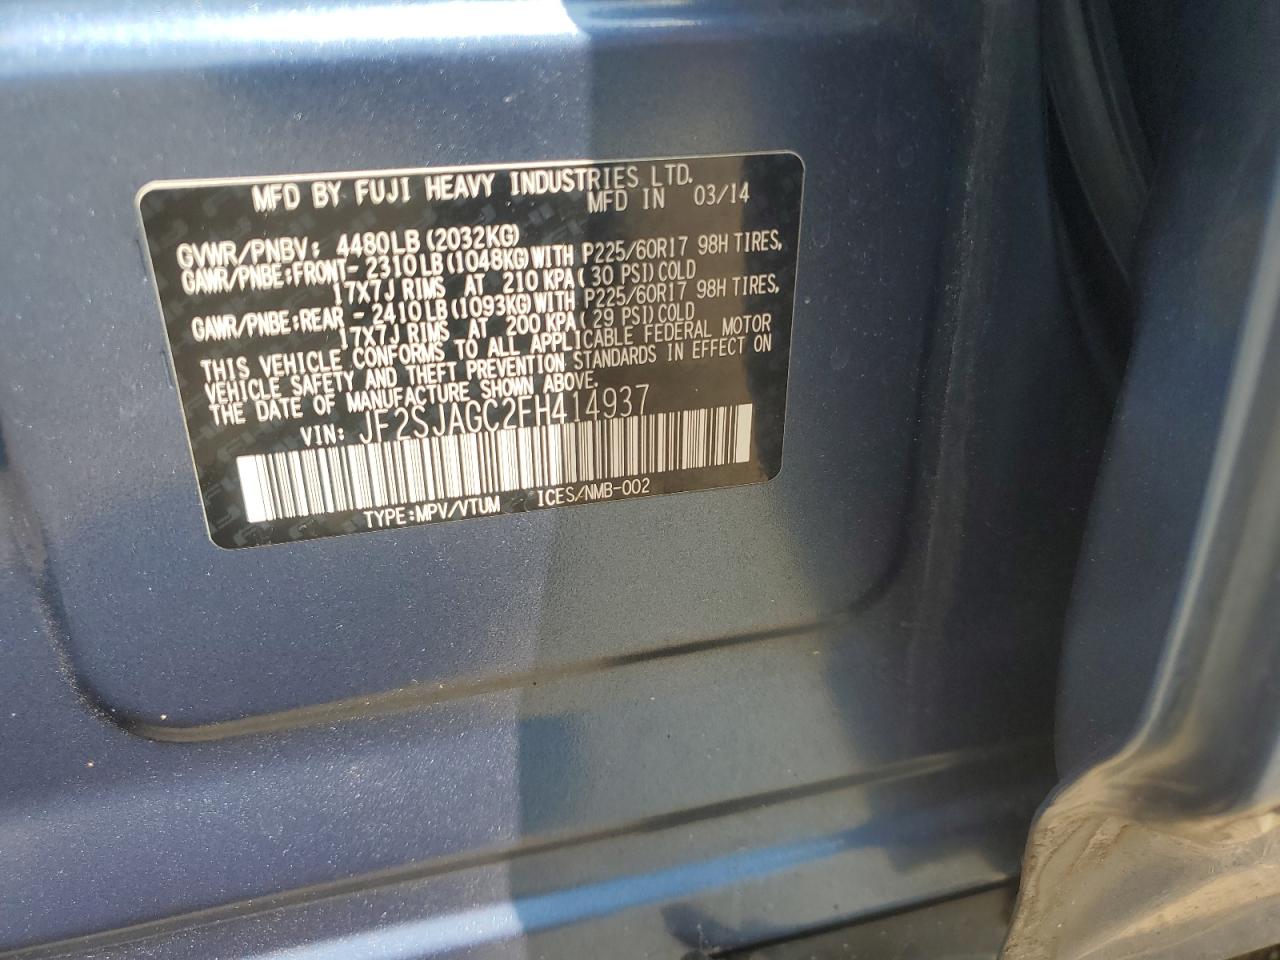 MFD BY FUJI HEAVY INDUSTRIES LTD.
MFD IN 03/14
GVWR/PNBV: 4480LB (2032KG)
GAWR/PNBE:FRONT- 2310LB (1048KG) WITH P225/60R17 98H TIRES,
17X7J RIMS AT 210 KPA ( 30 PSI) COLD
GAWR/PNBE:REAR - 2410LB (1093KG) WITH P225/60R17 98H TIRES,
17X7J RIMS AT 200 KPA ( 29 PSI) COLD
THIS VEHICLE CONFORMS TO ALL APPLICABLE FEDERAL MOTOR
VEHICLE SAFETY AND THEFT PREVENTION STANDARDS IN EFFECT ON
THE DATE OF MANUFACTURE SHOWN ABOVE.
VIN: JF2SJAGC2FH414937
TYPE:MPV/VTUM ICES/NMB-002